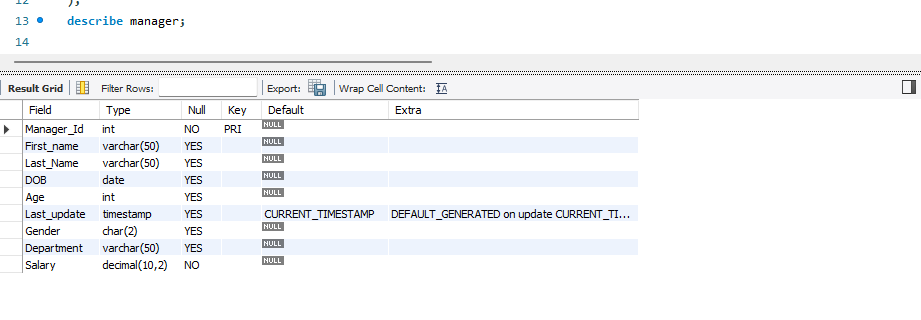 12 );
13 describe manager;
14
Result Grid Filter Rows: Export: Wrap Cell Content: IA
Field Type Null Key Default Extra
Manager_Id int NO PRI NULL
First_name varchar(50) YES NULL
Last_Name varchar(50) YES NULL
DOB date YES NULL
Age int YES NULL
Last_update timestamp YES CURRENT_TIMESTAMP DEFAULT_GENERATED on update CURRENT_TI...
Gender char(2) YES NULL
Department varchar(50) YES NULL
Salary decimal(10,2) NO NULL